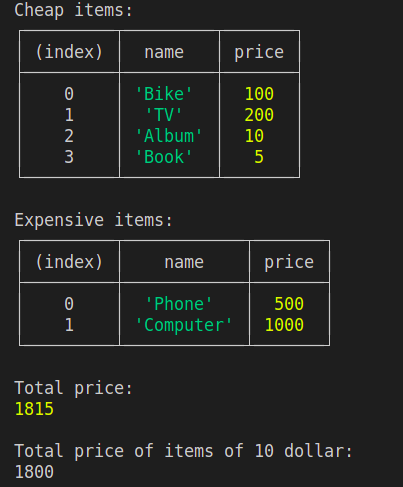 Cheap items:
(index) name price
0 'Bike' 100
1 'TV' 200
2 'Album' 10
3 'Book' 5
Expensive items:
(index) name price
0 'Phone' 500
1 'Computer' 1000
Total price:
1815
Total price of items of 10 dollar:
1800